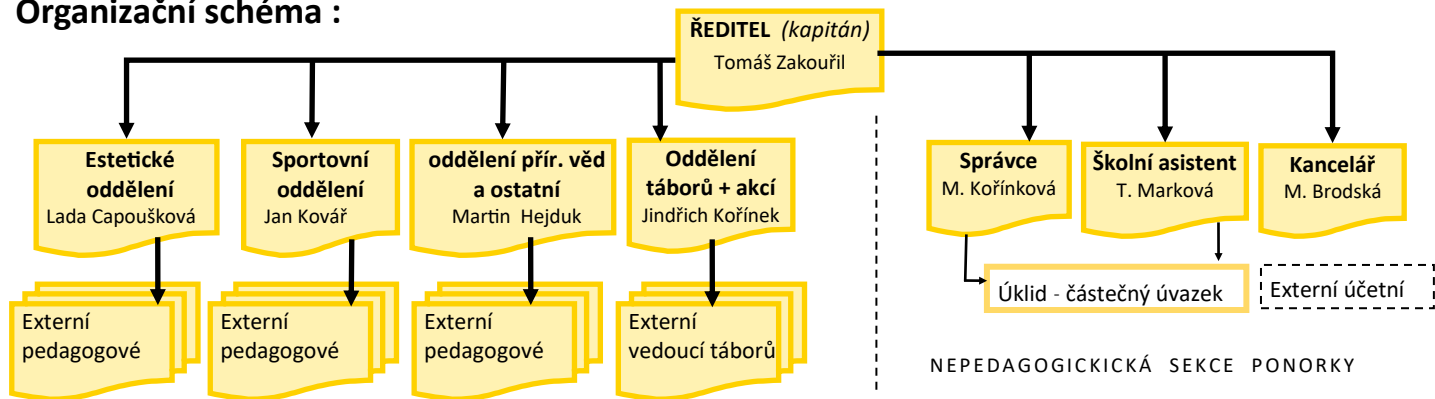 Organizační schéma :
ŘEDITEL (kapitán)
Tomáš Zakouřil
Estetické
oddělení
Lada Capoušková
Sportovní
oddělení
Jan Kovář
oddělení přír. věd
a ostatní
Martin Hejduk
Oddělení
táborů + akcí
Jindřich Kořínek
Správce
M. Kořínková
Školní asistent
T. Marková
Kancelář
M. Brodská
Externí
pedagogové
Externí
pedagogové
Externí
pedagogové
Externí
vedoucí táborů
Úklid - částečný úvazek
Externí účetní
NEPEDAGOGICKICKÁ SEKCE PONORKY